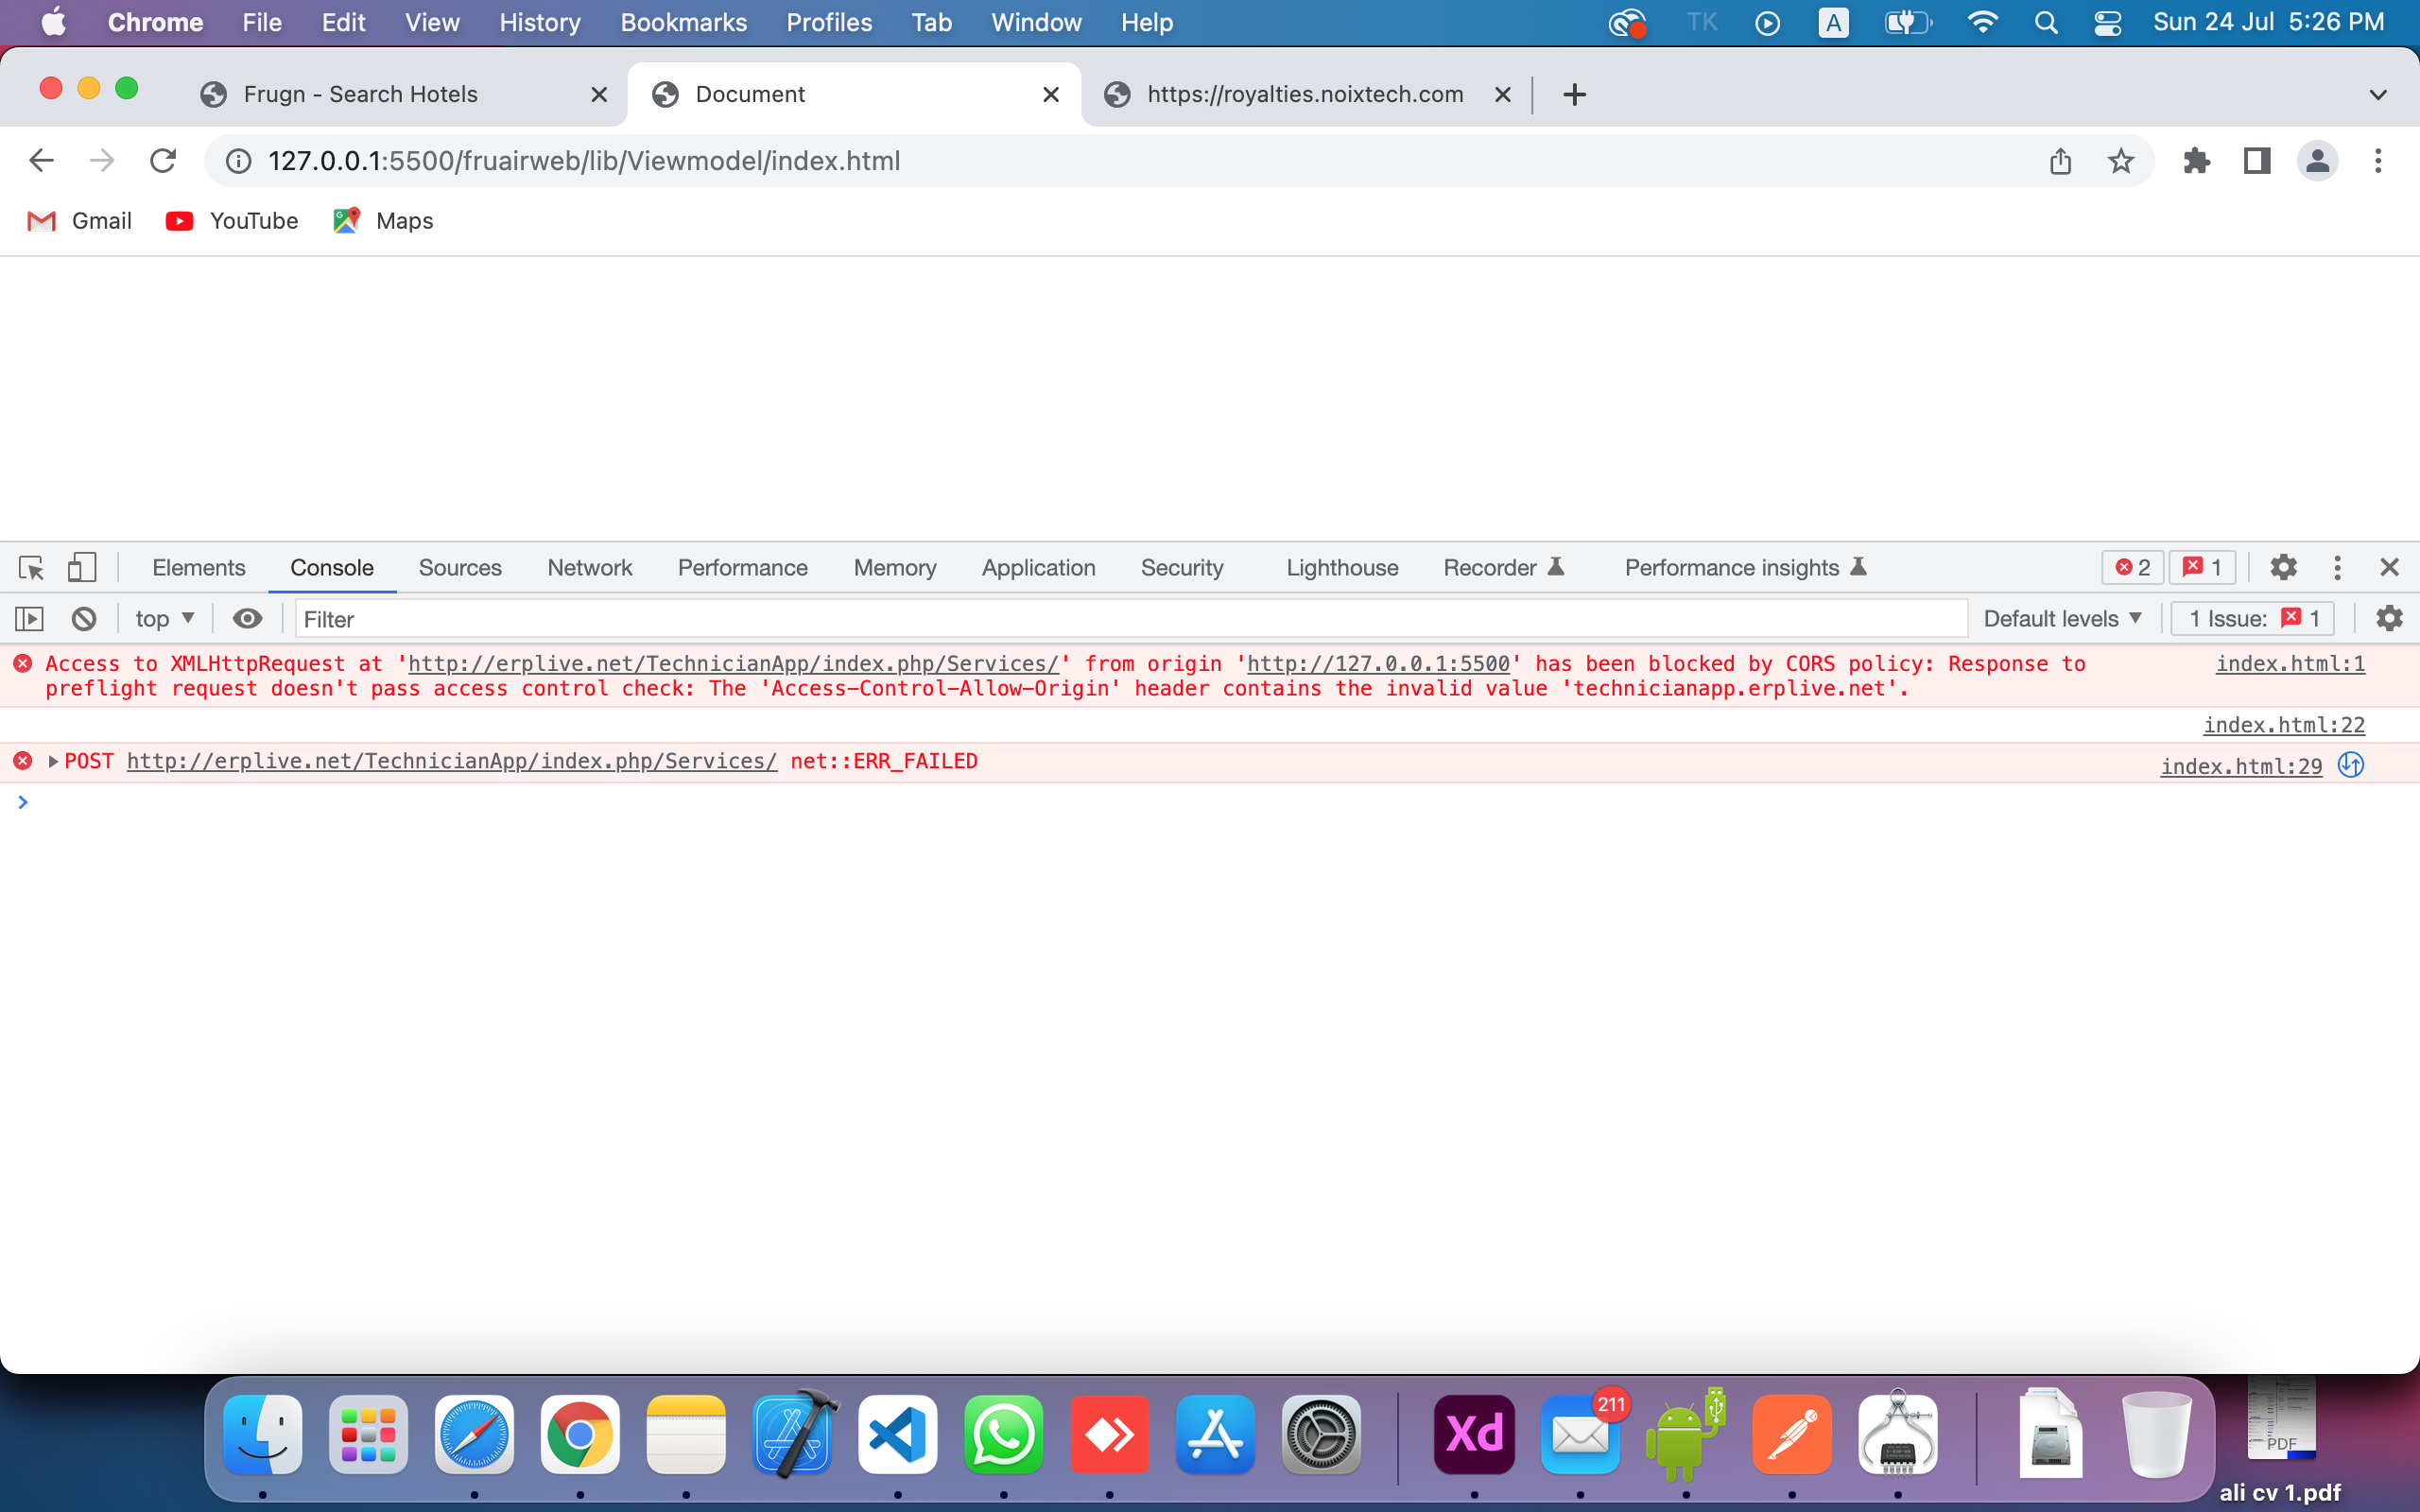 Chrome File Edit View History Bookmarks Profiles Tab Window Help TK A Sun 24 Jul 5:26 PM
Frugn - Search Hotels Document https://royalties.noixtech.com
127.0.0.1:5500/fruairweb/lib/Viewmodel/index.html
Gmail YouTube Maps
Elements Console Sources Network Performance Memory Application Security Lighthouse Recorder Performance insights 2 1
top Filter Default levels 1 Issue: 1
Access to XMLHttpRequest at 'http://erplive.net/TechnicianApp/index.php/Services/' from origin 'http://127.0.0.1:5500' has been blocked by CORS policy: Response to index.html:1
preflight request doesn't pass access control check: The 'Access-Control-Allow-Origin' header contains the invalid value 'technicianapp.erplive.net'.
index.html:22
POST http://erplive.net/TechnicianApp/index.php/Services/ net::ERR_FAILED index.html:29
Xd 211
PDF
ali cv 1.pdf